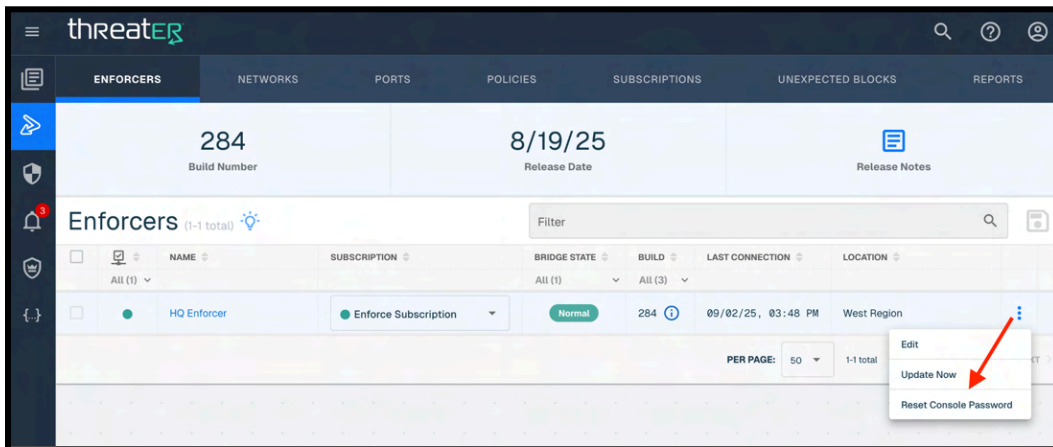 threatER
3
{...}
ENFORCERS NETWORKS PORTS POLICIES SUBSCRIPTIONS UNEXPECTED BLOCKS REPORTS
284 8/19/25
Build Number Release Date Release Notes
Enforcers (1-1 total) Filter
NAME SUBSCRIPTION BRIDGE STATE BUILD LAST CONNECTION LOCATION
All (1) All (1) All (3)
HQ Enforcer Enforce Subscription Normal 284 09/02/25, 03:48 PM West Region
PER PAGE: 50 1-1 total
Edit
Update Now
Reset Console Password